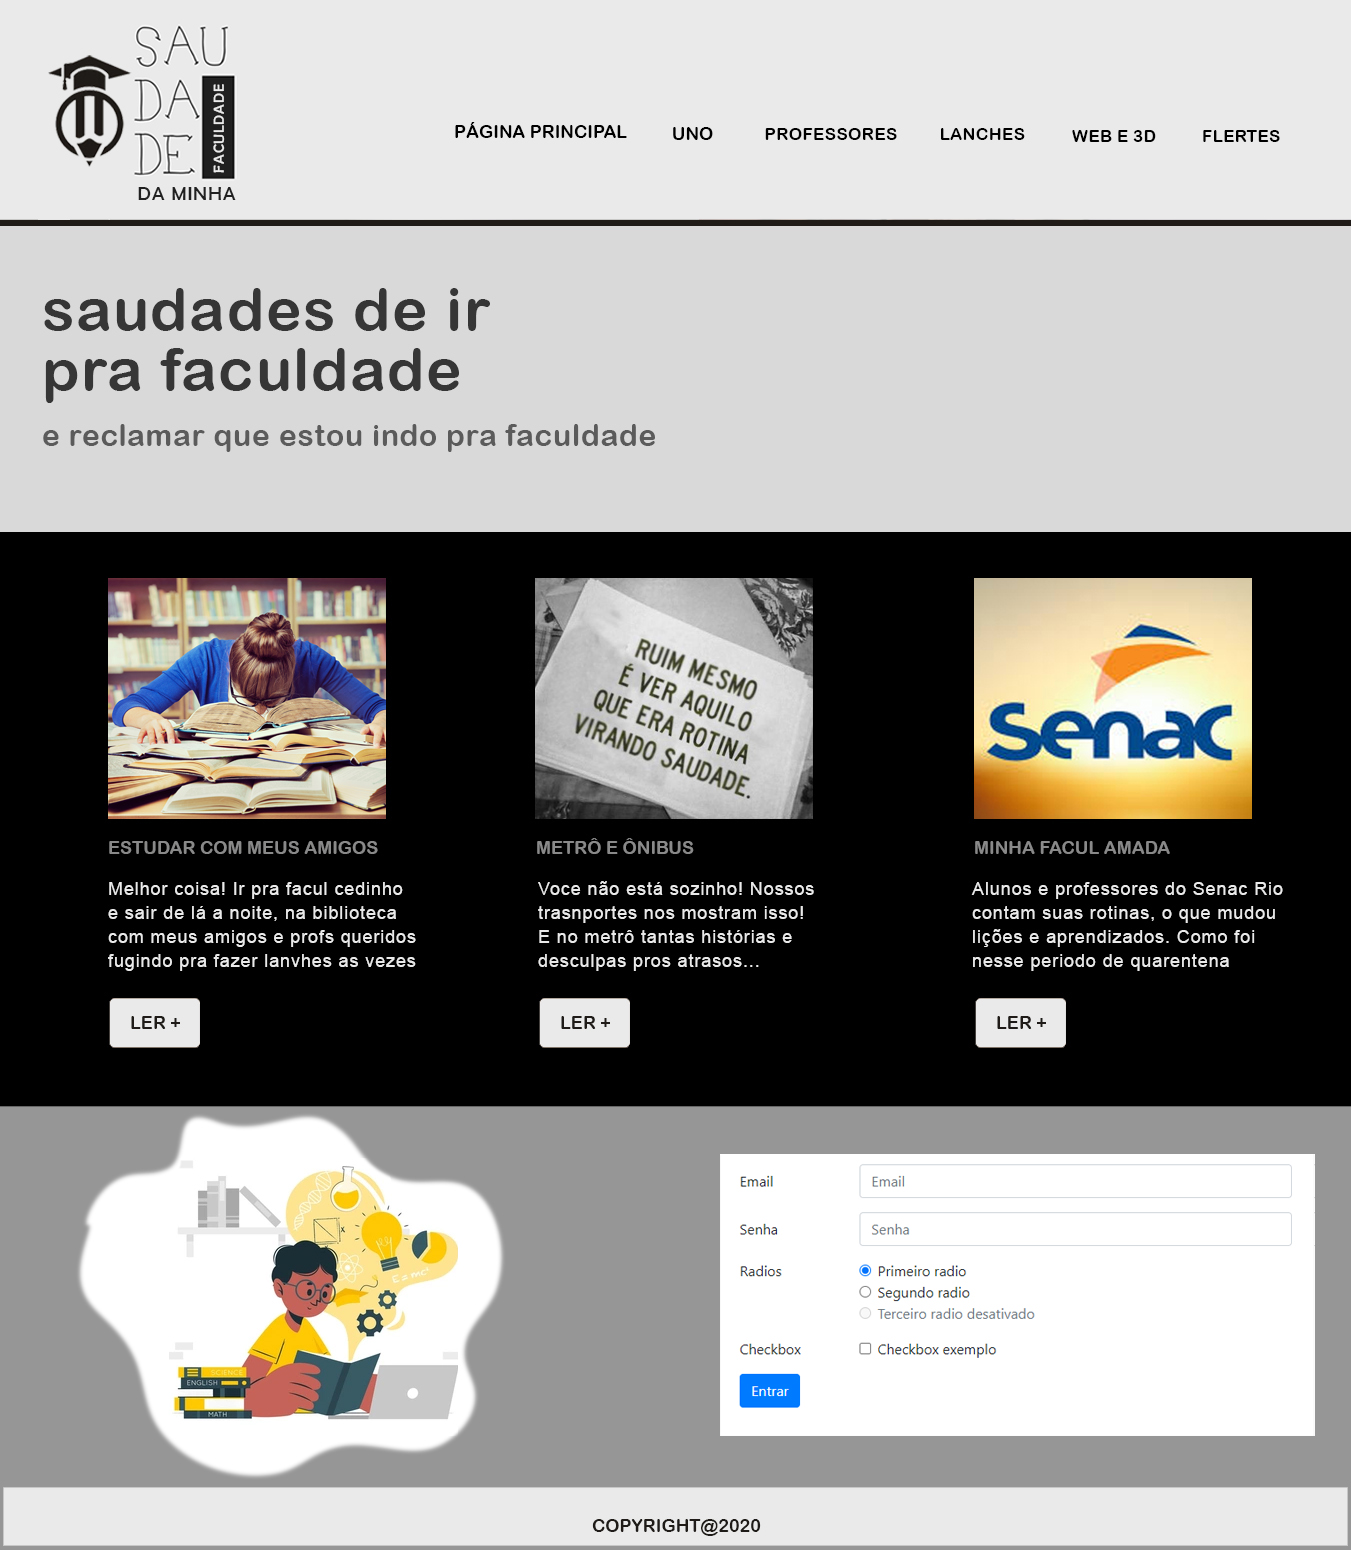 SAU
DA
DE
FACULDADE
DA MINHA
PÁGINA PRINCIPAL
UNO
PROFESSORES
LANCHES
WEB E 3D
FLERTES
saudades de ir
pra faculdade
e reclamar que estou indo pra faculdade
RUIM MESMO
É VER AQUILO
QUE ERA ROTINA
VIRANDO SAUDADE.
senac
ESTUDAR COM MEUS AMIGOS
Melhor coisa! Ir pra facul cedinho
e sair de lá a noite, na biblioteca
com meus amigos e profs queridos
fugindo pra fazer lanvhes as vezes
LER +
METRÔ E ÔNIBUS
Voce não está sozinho! Nossos
trasnportes nos mostram isso!
E no metrô tantas histórias e
desculpas pros atrasos...
LER +
MINHA FACUL AMADA
Alunos e professores do Senac Rio
contam suas rotinas, o que mudou
lições e aprendizados. Como foi
nesse periodo de quarentena
LER +
E=mc²
SCIENCE
ENGLISH
MATH
Email
Email
Senha
Senha
Radios
Primeiro radio
Segundo radio
Terceiro radio desativado
Checkbox
Checkbox exemplo
Entrar
COPYRIGHT@2020